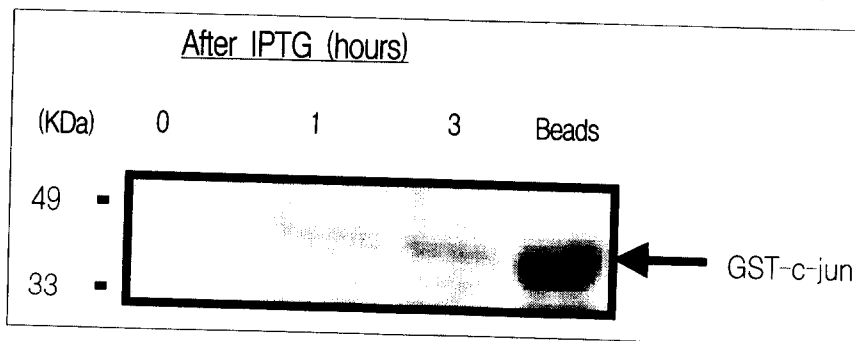 After IPTG (hours)
(KDa) 0 1 3 Beads
49
33
GST-c-jun